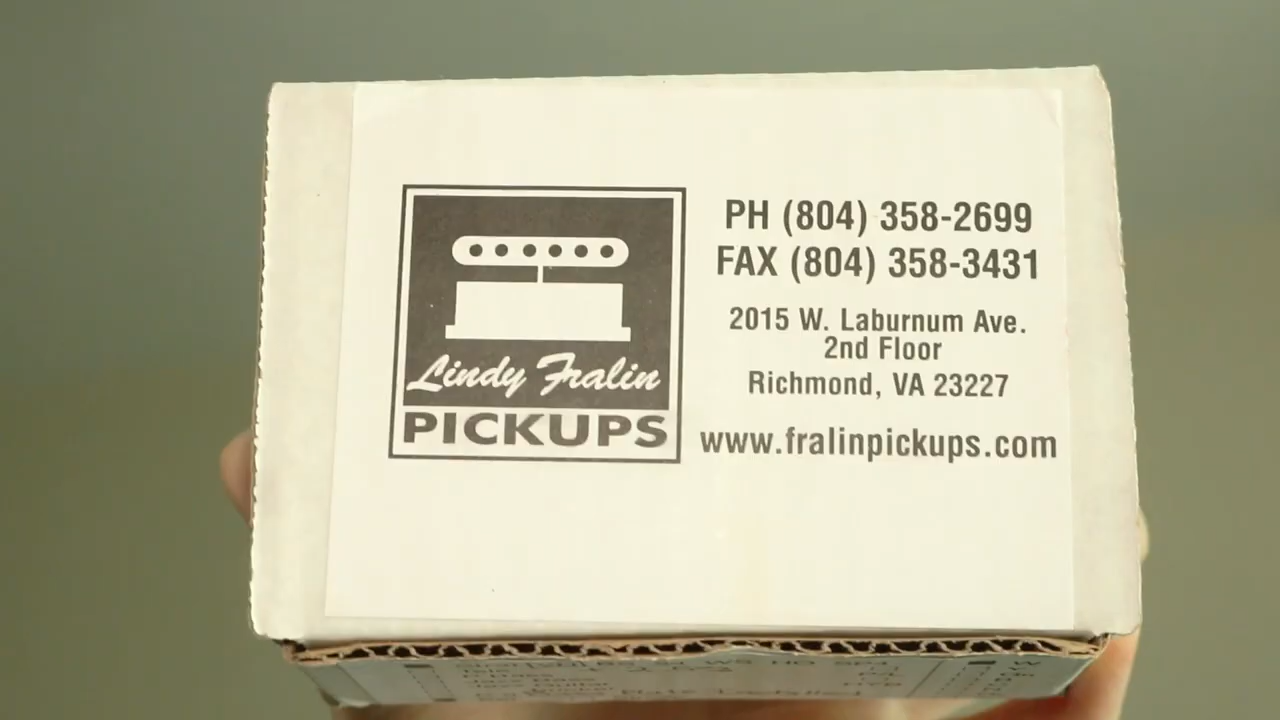 Lindy Fralin
PICKUPS
PH (804) 358-2699
FAX (804) 358-3431
2015 W. Laburnum Ave.
2nd Floor
Richmond, VA 23227
www.fralinpickups.com